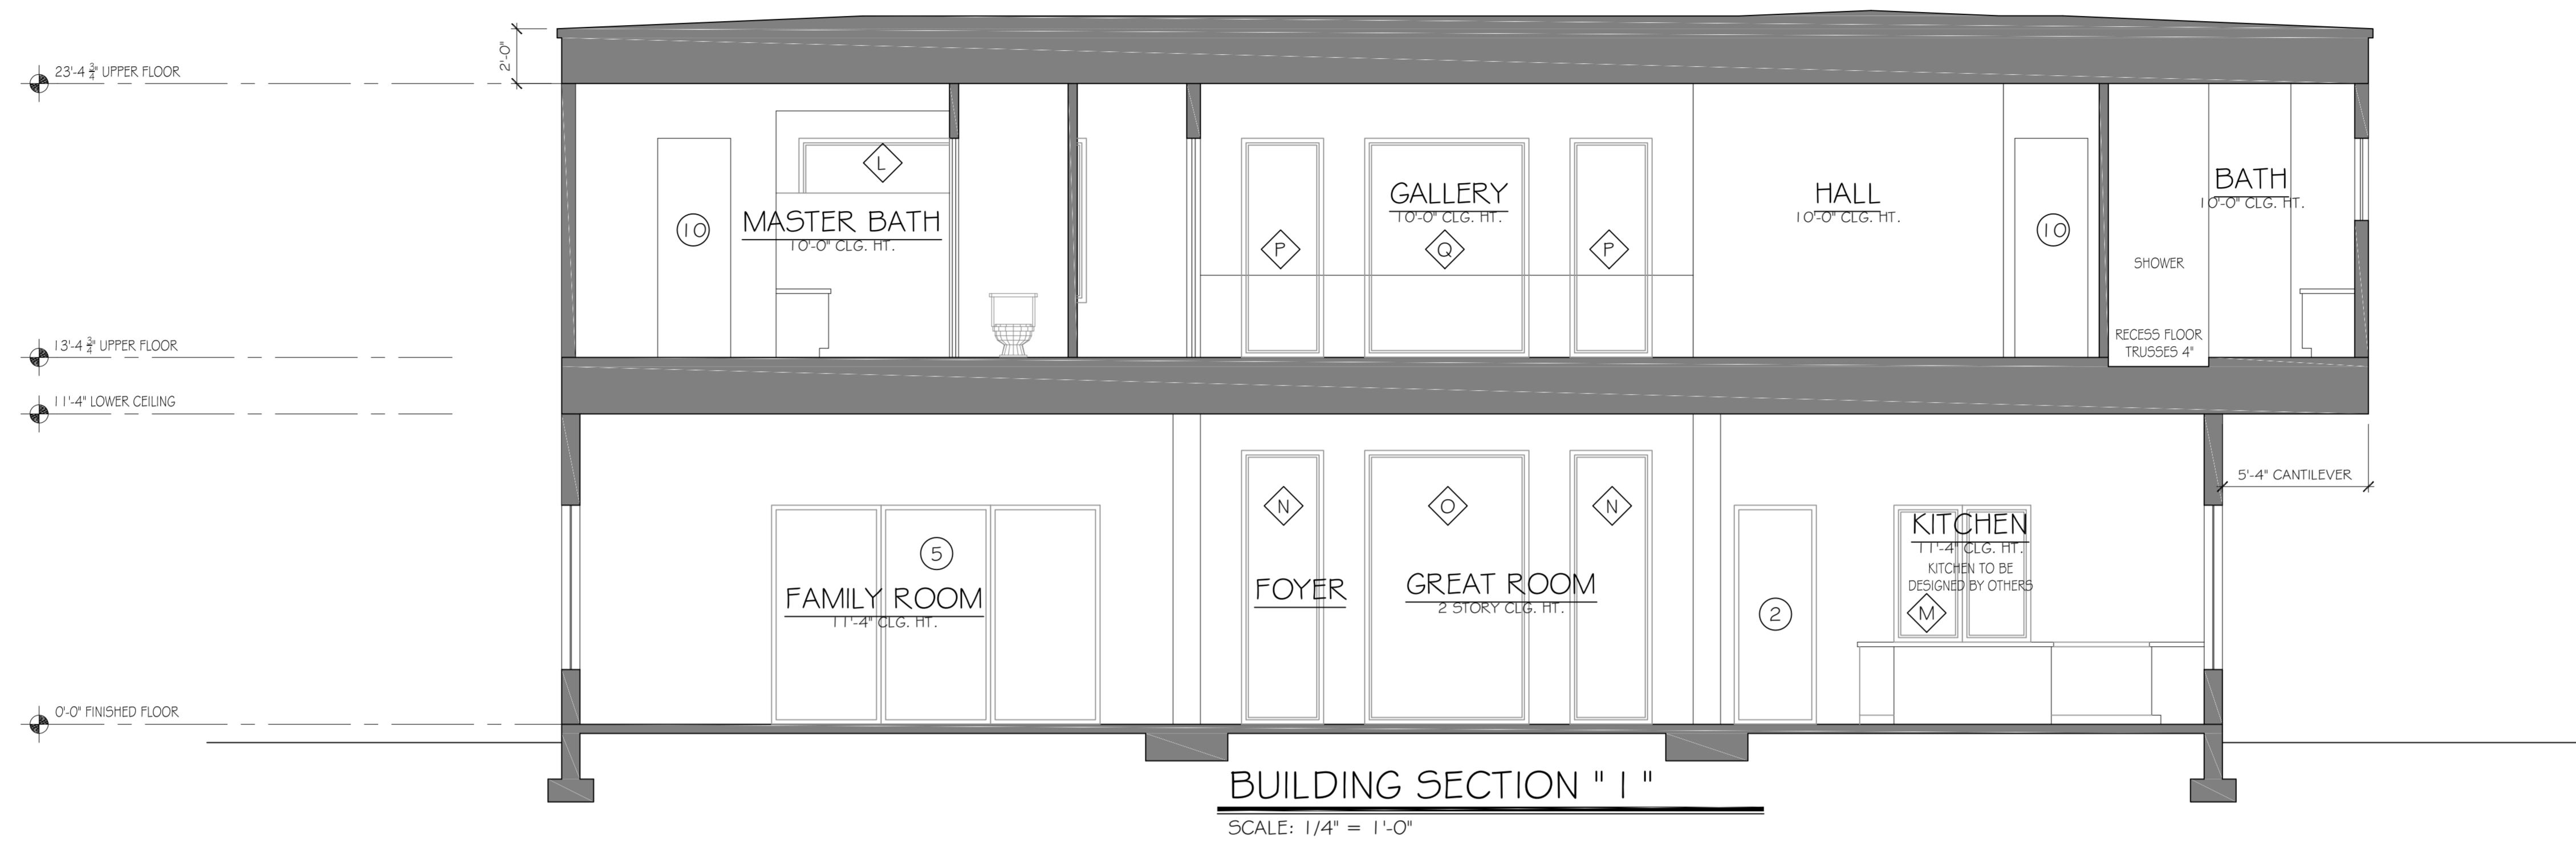 2'-0"
23'-4 3/4" UPPER FLOOR
L
GALLERY
10'-0" CLG. HT.
HALL
10'-0" CLG. HT.
BATH
10'-0" CLG. HT.
10
MASTER BATH
10'-0" CLG. HT.
P
Q
P
10
SHOWER
RECESS FLOOR
TRUSSES 4"
13'-4 3/4" UPPER FLOOR
11'-4" LOWER CEILING
5'-4" CANTILEVER
N
O
N
KITCHEN
11'-4" CLG. HT.
KITCHEN TO BE
DESIGNED BY OTHERS
M
5
FAMILY ROOM
11'-4" CLG. HT.
FOYER
GREAT ROOM
2 STORY CLG. HT.
2
0'-0" FINISHED FLOOR
BUILDING SECTION " 1 "
SCALE: 1/4" = 1'-0"